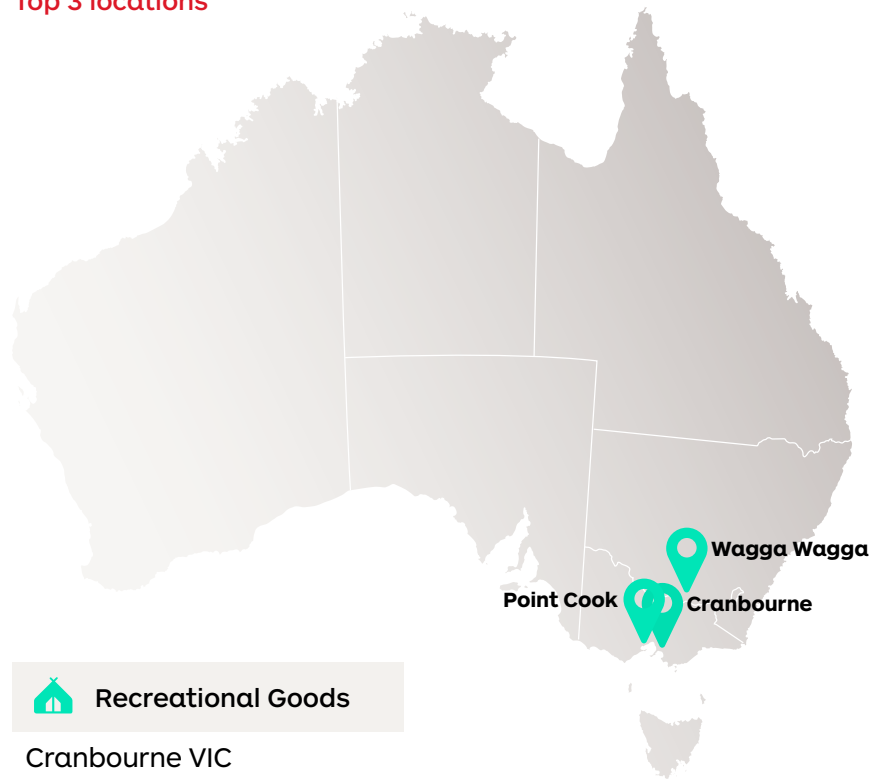 Top 3 locations
Wagga Wagga
Point Cook
Cranbourne
Recreational Goods
Cranbourne VIC